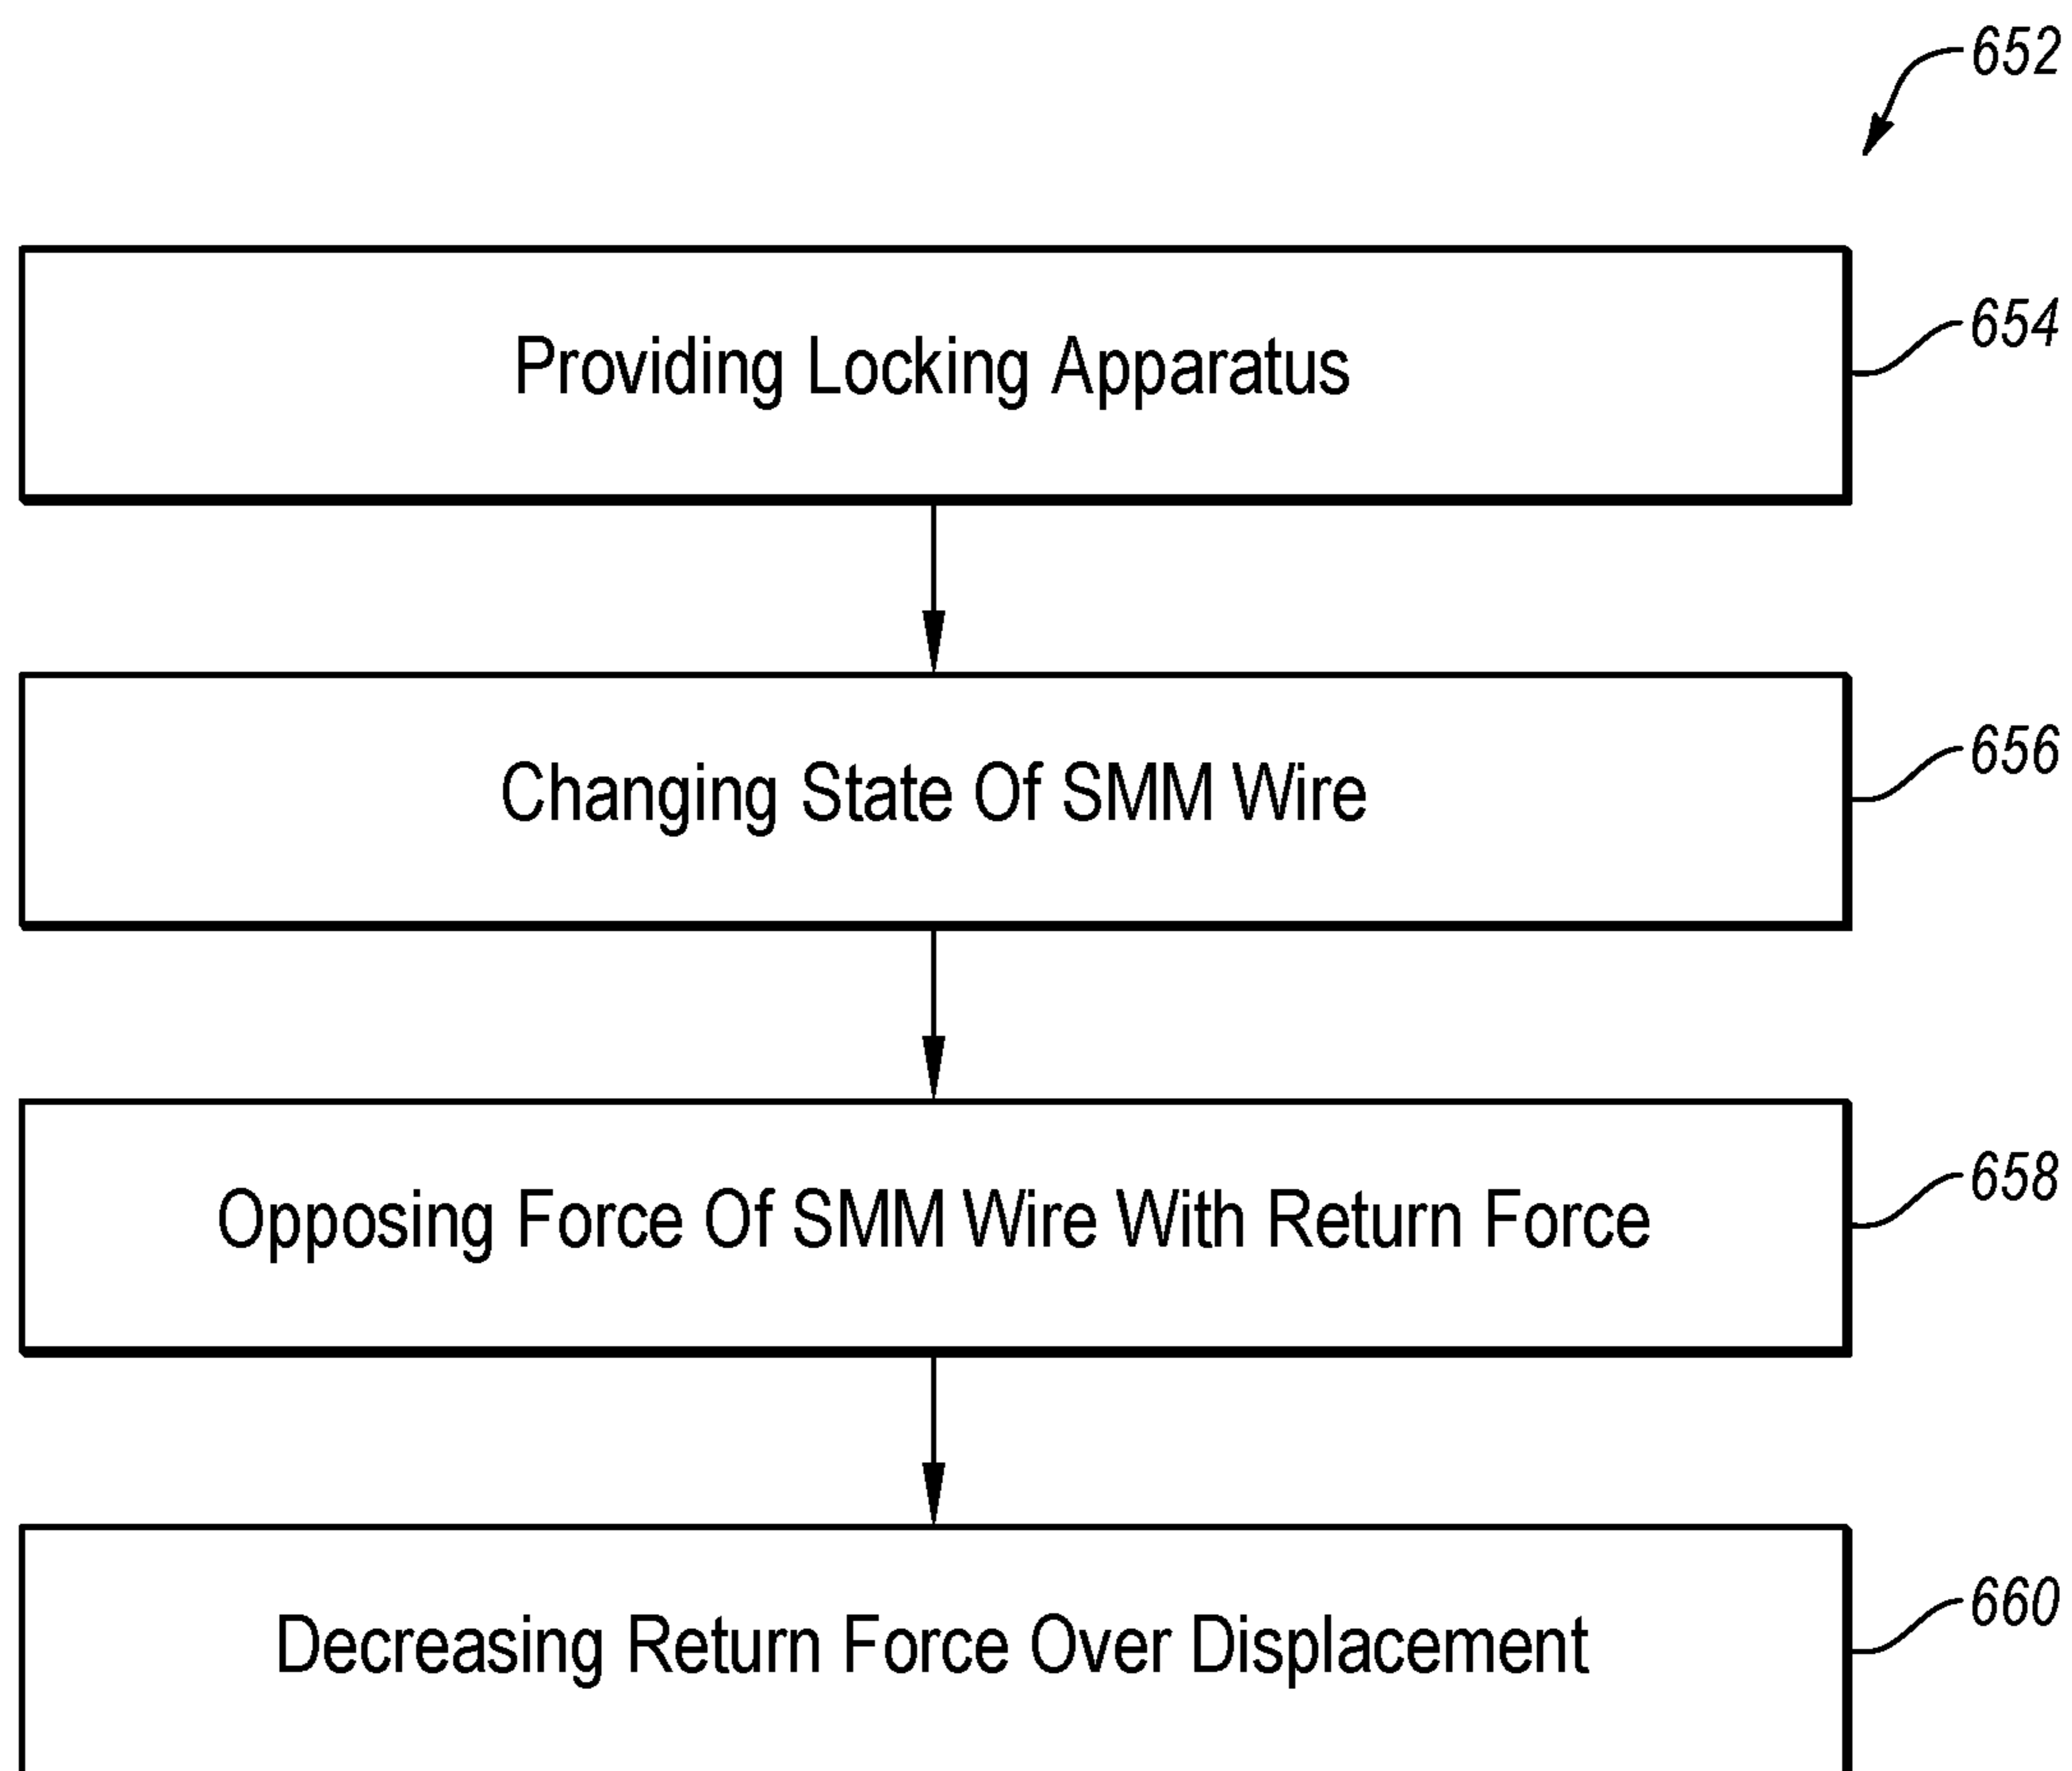 652
Providing Locking Apparatus
654
Changing State Of SMM Wire
656
Opposing Force Of SMM Wire With Return Force
658
Decreasing Return Force Over Displacement
660